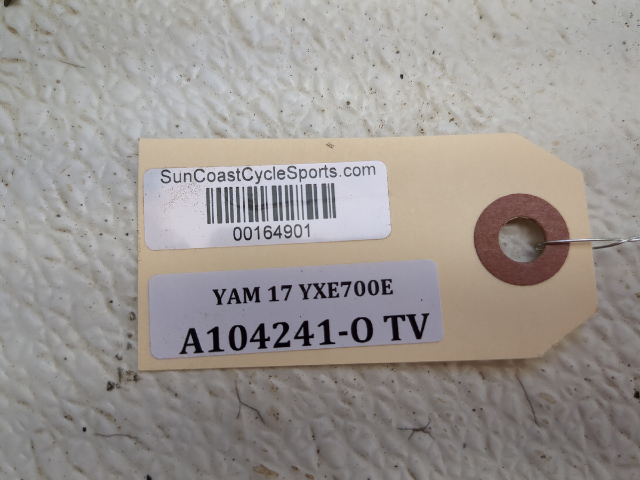 SunCoastCycleSports.com
00164901
YAM 17 YXE700E
A104241-O TV